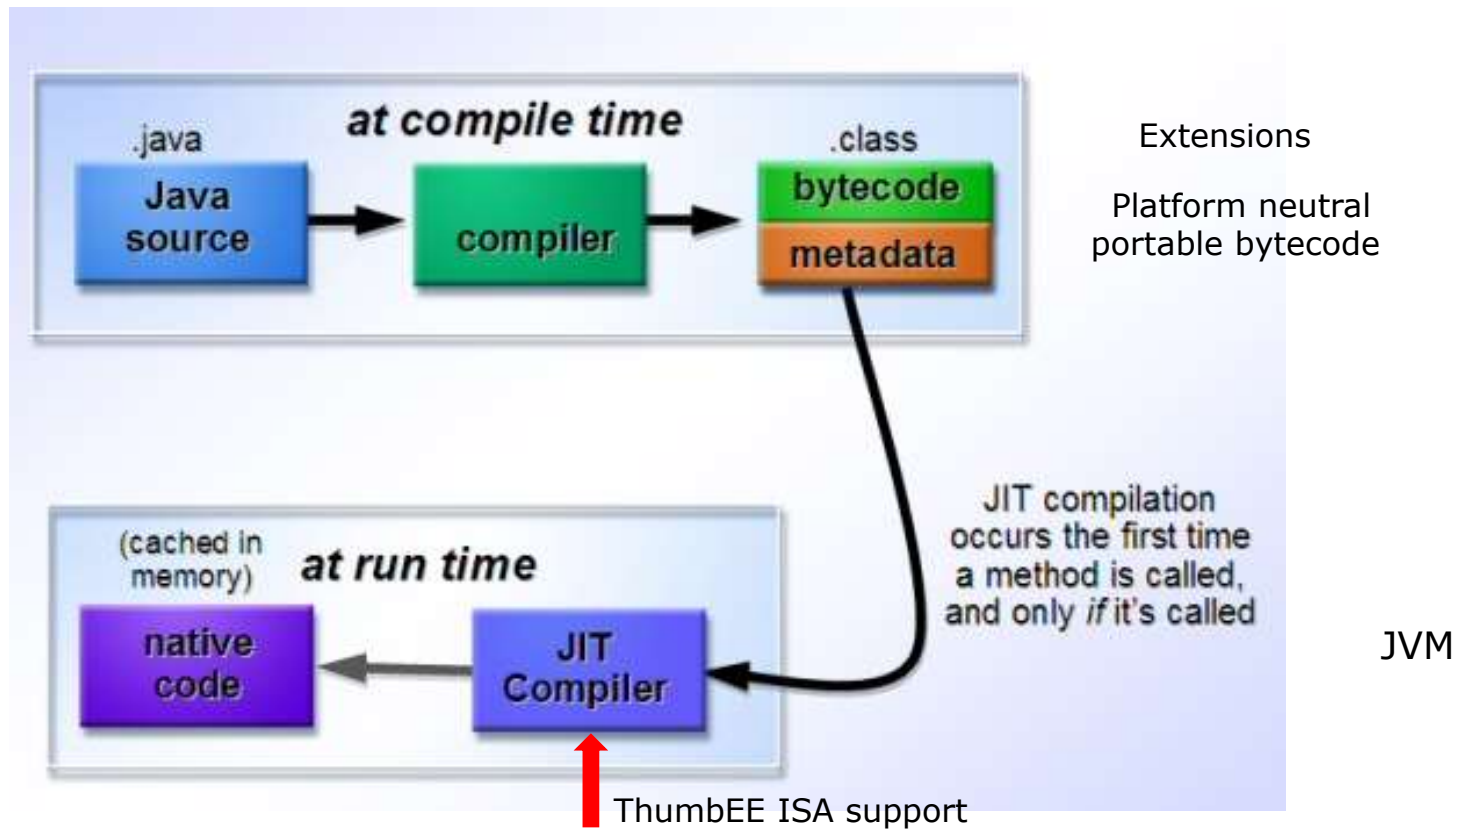 at compile time
.java
.class
Extensions
Java
source
compiler
bytecode
metadata
Platform neutral
portable bytecode
JIT compilation
occurs the first time
a method is called,
and only if it's called
JVM
(cached in
memory)
at run time
native
code
JIT
Compiler
ThumbEE ISA support